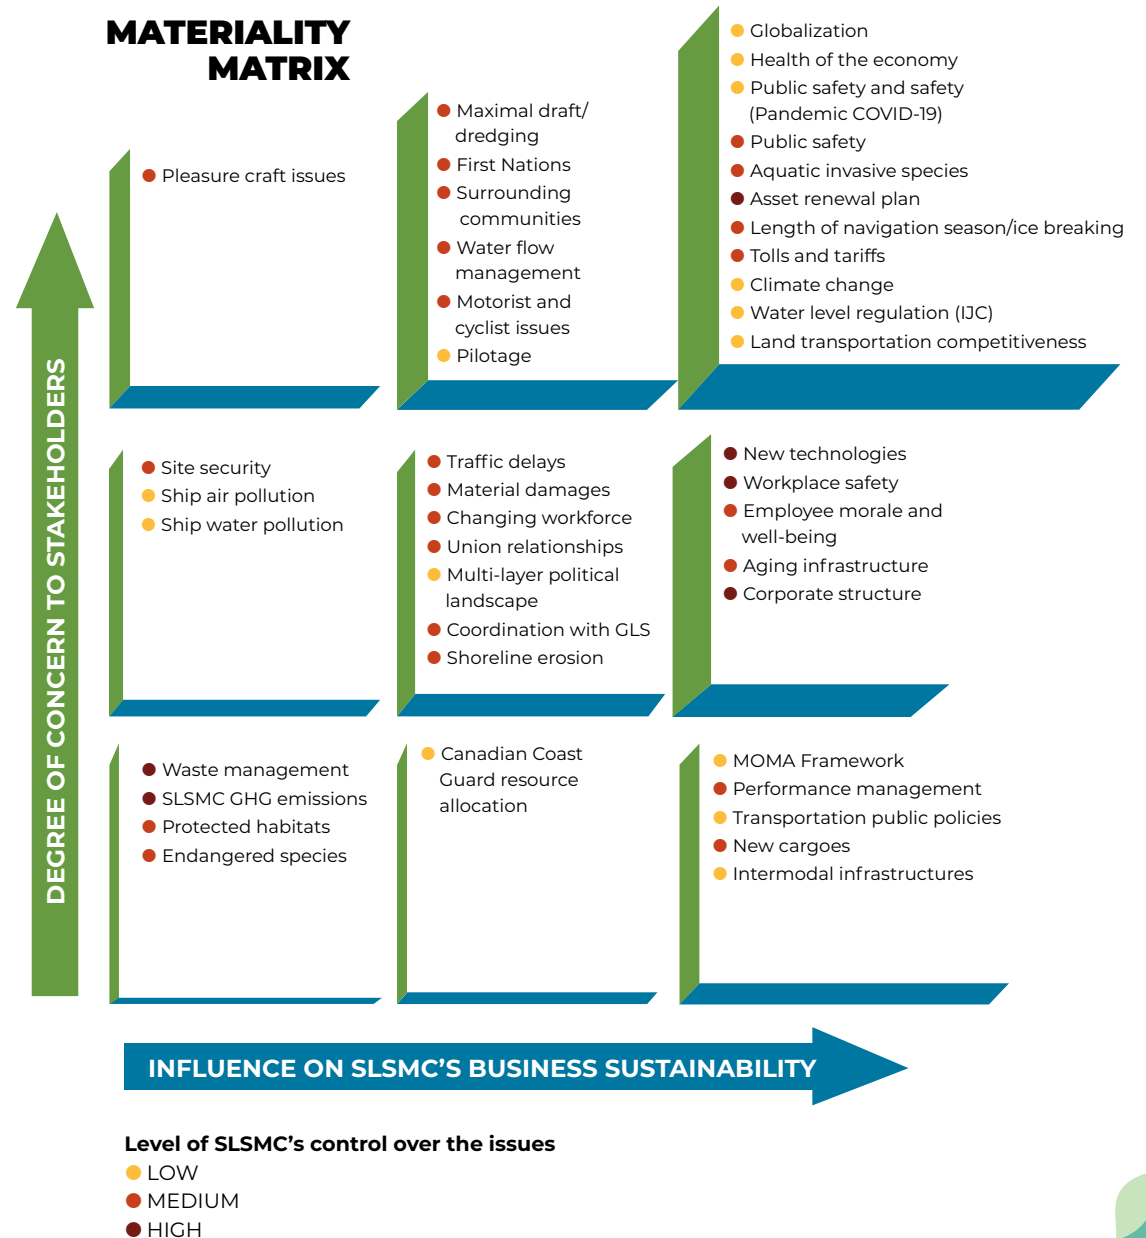 MATERIALITY
MATRIX
Pleasure craft issues
Maximal draft/
dredging
First Nations
Surrounding
communities
Water flow
management
Motorist and
cyclist issues
Pilotage
Globalization
Health of the economy
Public safety and safety
(Pandemic COVID-19)
Public safety
Aquatic invasive species
Asset renewal plan
Length of navigation season/ice breaking
Tolls and tariffs
Climate change
Water level regulation (IJC)
Land transportation competitiveness
DEGREE OF CONCERN TO STAKEHOLDERS
Site security
Ship air pollution
Ship water pollution
Traffic delays
Material damages
Changing workforce
Union relationships
Multi-layer political
landscape
Coordination with GLS
Shoreline erosion
New technologies
Workplace safety
Employee morale and
well-being
Aging infrastructure
Corporate structure
Waste management
SLSMC GHG emissions
Protected habitats
Endangered species
Canadian Coast
Guard resource
allocation
MOMA Framework
Performance management
Transportation public policies
New cargoes
Intermodal infrastructures
INFLUENCE ON SLSMC'S BUSINESS SUSTAINABILITY
Level of SLSMC's control over the issues
LOW
MEDIUM
HIGH